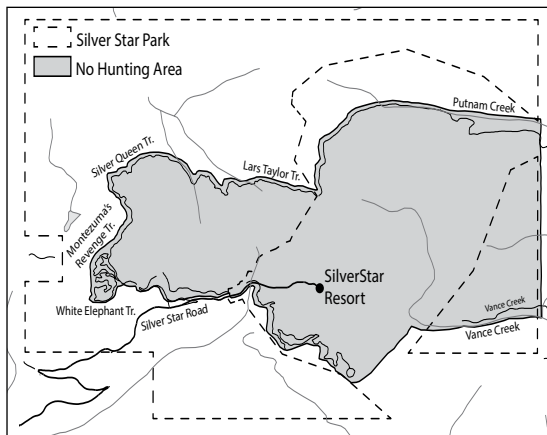 Silver Star Park
No Hunting Area
Putnam Creek
Silver Queen Tr.
Lars Taylor Tr.
Montezuma's
Revenge Tr.
SilverStar
Resort
White Elephant Tr.
Silver Star Road
Vance Creek
Vance Creek